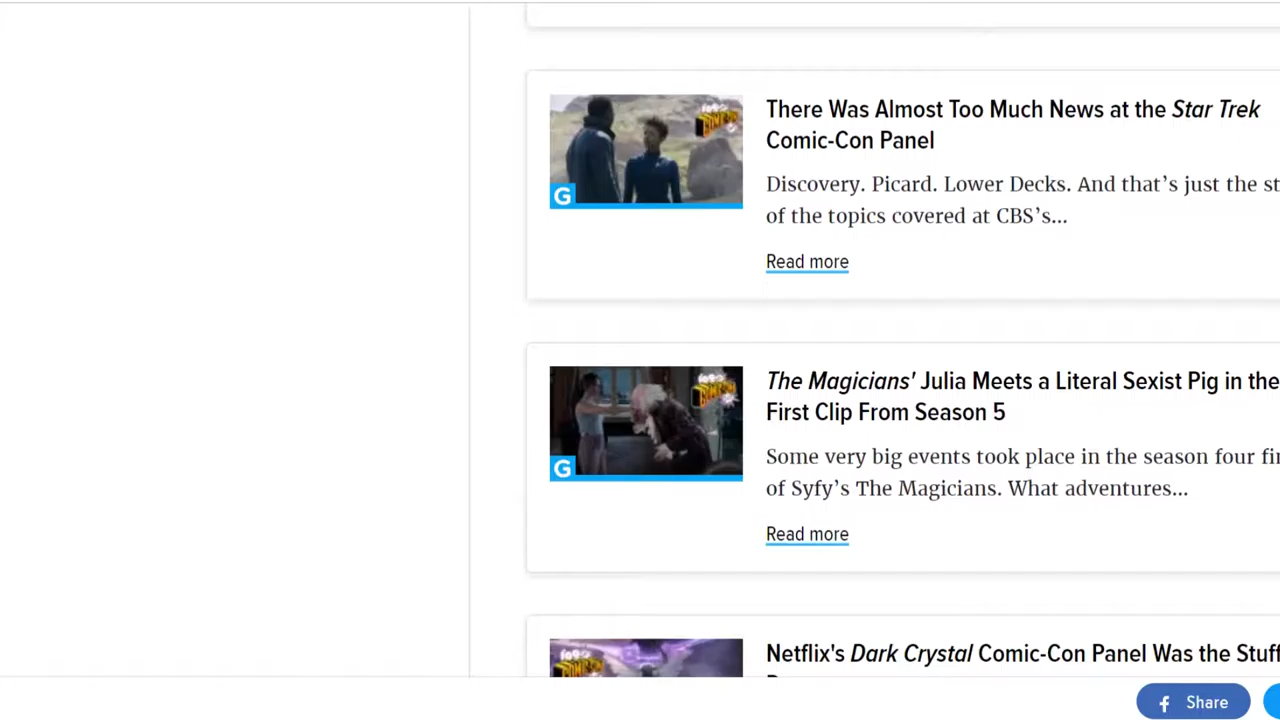 There Was Almost Too Much News at the Star Trek
Comic-Con Panel
Discovery. Picard. Lower Decks. And that’s just the st
of the topics covered at CBS’s...
Read more
G
The Magicians' Julia Meets a Literal Sexist Pig in the
First Clip From Season 5
Some very big events took place in the season four fi
of Syfy’s The Magicians. What adventures...
Read more
G
Netflix's Dark Crystal Comic-Con Panel Was the Stuff
Share